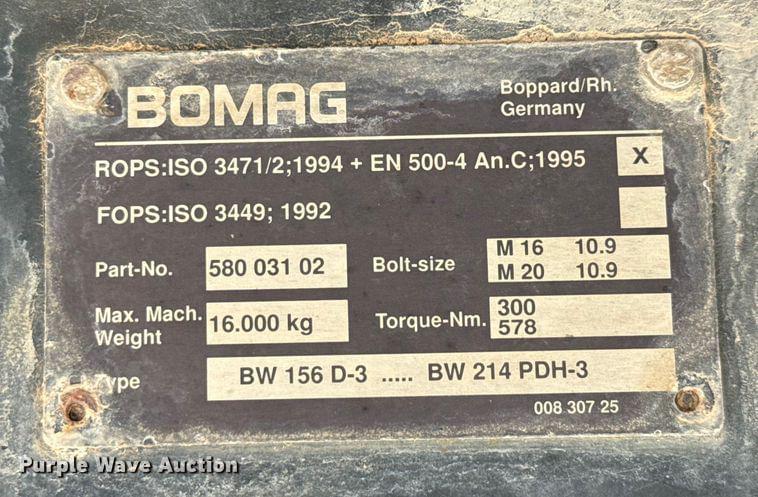 BOMAG
Boppard/Rh.
Germany
ROPS:ISO 3471/2;1994 + EN 500-4 An.C;1995 X
FOPS:ISO 3449; 1992
Part-No. 580 031 02
Bolt-size M 16 10.9
M 20 10.9
Max. Mach.
Weight 16.000 kg
Torque-Nm. 300
578
Type BW 156 D-3 ..... BW 214 PDH-3
008 307 25
Purple Wave Auction